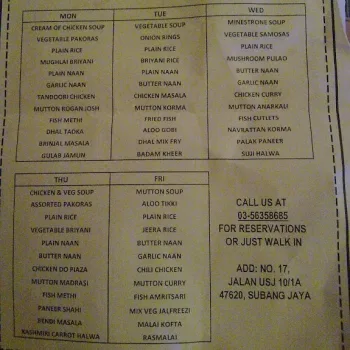 MON
CREAM OF CHICKEN SOUP
VEGETABLE PAKORAS
PLAIN RICE
MUGHLAI BRIYANI
PLAIN NAAN
GARLIC NAAN
TANDOORI CHICKEN
MUTTON ROGAN JOSH
FISH METHI
DHAL TADKA
BRINJAL MASALA
GULAB JAMUN
TUE
VEGETABLE SOUP
ONION RINGS
PLAIN RICE
BRIYANI RICE
PLAIN NAAN
BUTTER NAAN
CHICKEN MASALA
MUTTON KORMA
FRIED FISH
ALOO GOBI
DHAL MIX FRY
BADAM KHEER
WED
MINESTRONE SOUP
VEGETABLE SAMOSAS
PLAIN RICE
MUSHROOM PULAO
BUTTER NAAN
GARLIC NAAN
CHICKEN CURRY
MUTTON ANARKALI
FISH CUTLETS
NAVRATTAN KORMA
PALAK PANEER
SUJI HALWA
THU
CHICKEN & VEG SOUP
ASSORTED PAKORAS
PLAIN RICE
VEGETABLE BRIYANI
PLAIN NAAN
BUTTER NAAN
CHICKEN DO PIAZA
MUTTON MADRASI
FISH METHI
PANEER SHAHI
BENDI MASALA
KASHMIRI CARROT HALWA
FRI
MUTTON SOUP
ALOO TIKKI
PLAIN RICE
JEERA RICE
BUTTER NAAN
GARLIC NAAN
CHILI CHICKEN
MUTTON CURRY
FISH AMRITSARI
MIX VEG JALFREEZI
MALAI KOFTA
RASMALAI
CALL US AT
03-56358685
FOR RESERVATIONS
OR JUST WALK IN
ADD: NO. 17,
JALAN USJ 10/1A
47620, SUBANG JAYA